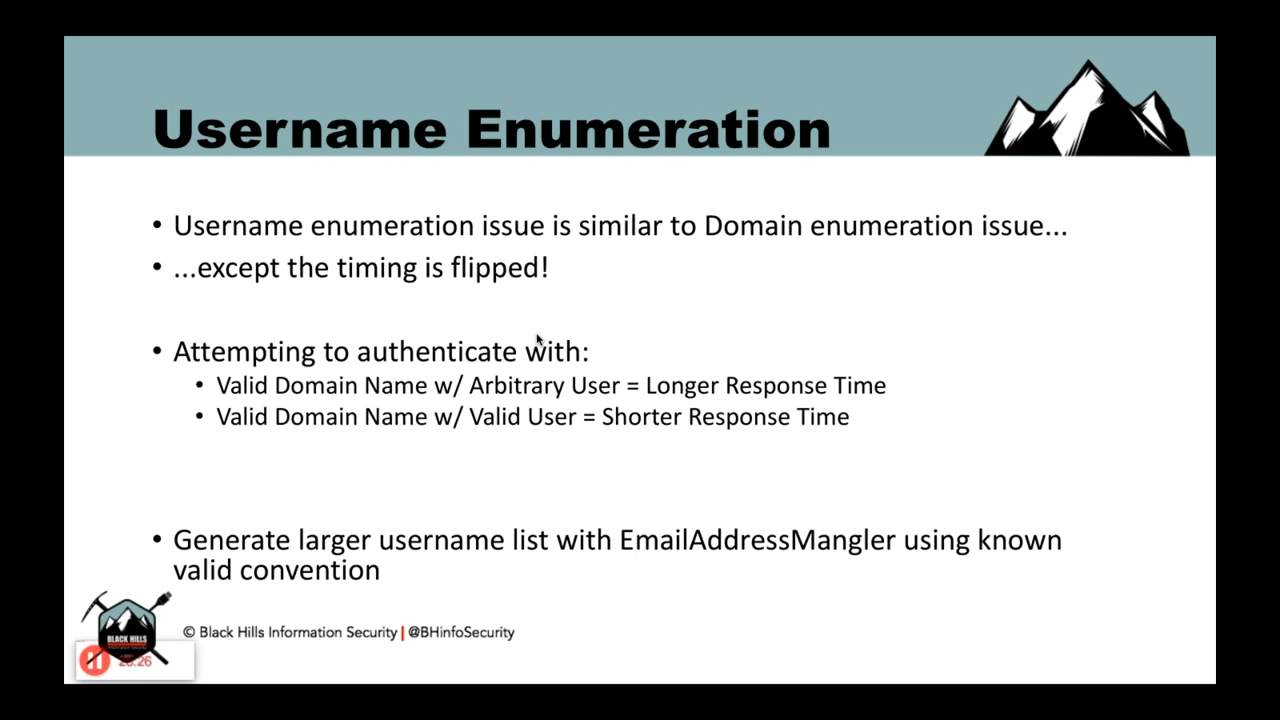 Username Enumeration
• Username enumeration issue is similar to Domain enumeration issue...
• ...except the timing is flipped!
• Attempting to authenticate with:
• Valid Domain Name w/ Arbitrary User = Longer Response Time
• Valid Domain Name w/ Valid User = Shorter Response Time
• Generate larger username list with EmailAddressMangler using known
valid convention
BLACK HILLS
© Black Hills Information Security | @BHinfoSecurity